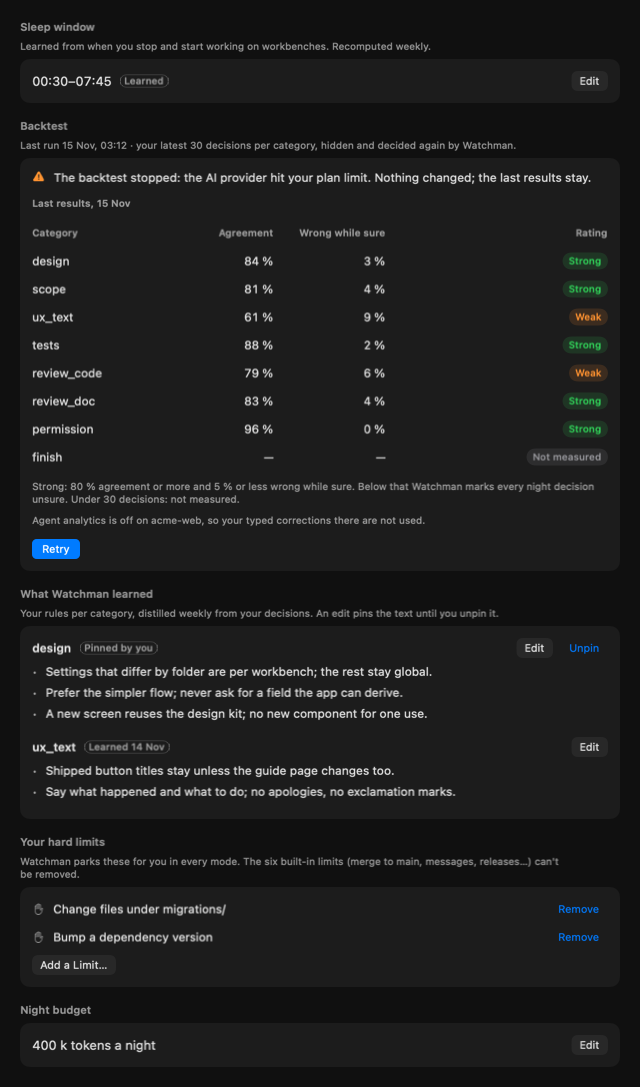 Sleep window
Learned from when you stop and start working on workbenches. Recomputed weekly.
00:30–07:45 Learned Edit
Backtest
Last run 15 Nov, 03:12 · your latest 30 decisions per category, hidden and decided again by Watchman.
The backtest stopped: the AI provider hit your plan limit. Nothing changed; the last results stay.
Last results, 15 Nov
Category Agreement Wrong while sure Rating
design 84 % 3 % Strong
scope 81 % 4 % Strong
ux_text 61 % 9 % Weak
tests 88 % 2 % Strong
review_code 79 % 6 % Weak
review_doc 83 % 4 % Strong
permission 96 % 0 % Strong
finish — — Not measured
Strong: 80 % agreement or more and 5 % or less wrong while sure. Below that Watchman marks every night decision
unsure. Under 30 decisions: not measured.
Agent analytics is off on acme-web, so your typed corrections there are not used.
Retry
What Watchman learned
Your rules per category, distilled weekly from your decisions. An edit pins the text until you unpin it.
design Pinned by you Edit Unpin
· Settings that differ by folder are per workbench; the rest stay global.
· Prefer the simpler flow; never ask for a field the app can derive.
· A new screen reuses the design kit; no new component for one use.
ux_text Learned 14 Nov Edit
· Shipped button titles stay unless the guide page changes too.
· Say what happened and what to do; no apologies, no exclamation marks.
Your hard limits
Watchman parks these for you in every mode. The six built-in limits (merge to main, messages, releases…) can't
be removed.
Change files under migrations/ Remove
Bump a dependency version Remove
Add a Limit…
Night budget
400 k tokens a night Edit